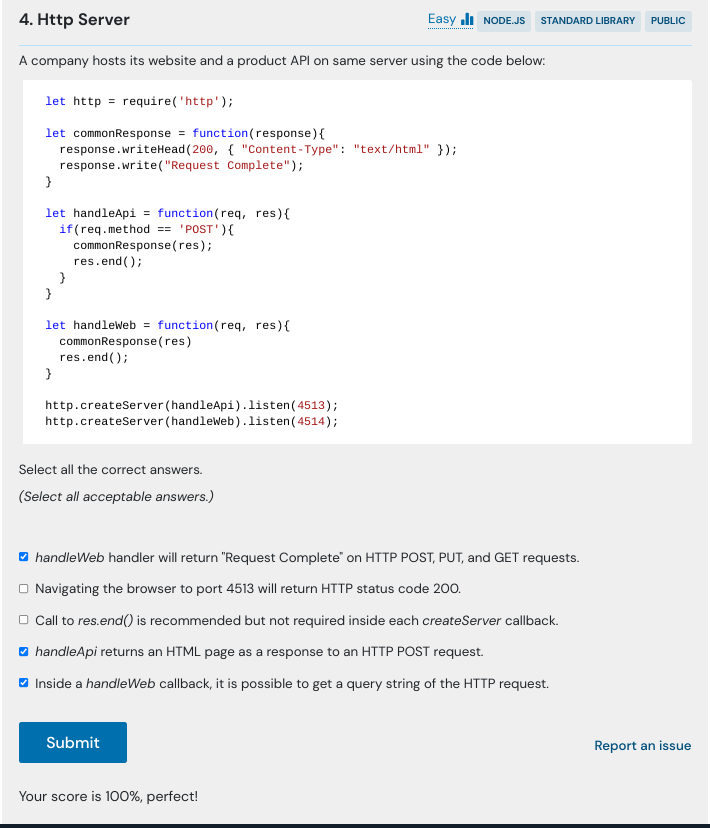 4. Http Server
Easy NODE.JS STANDARD LIBRARY PUBLIC
A company hosts its website and a product API on same server using the code below:
let http = require('http');
let commonResponse = function(response){
  response.writeHead(200, { "Content-Type": "text/html" });
  response.write("Request Complete");
}
let handleApi = function(req, res){
  if(req.method == 'POST'){
    commonResponse(res);
    res.end();
  }
}
let handleWeb = function(req, res){
  commonResponse(res)
  res.end();
}
http.createServer(handleApi).listen(4513);
http.createServer(handleWeb).listen(4514);
Select all the correct answers.
(Select all acceptable answers.)
handleWeb handler will return "Request Complete" on HTTP POST, PUT, and GET requests.
Navigating the browser to port 4513 will return HTTP status code 200.
Call to res.end() is recommended but not required inside each createServer callback.
handleApi returns an HTML page as a response to an HTTP POST request.
Inside a handleWeb callback, it is possible to get a query string of the HTTP request.
Submit
Report an issue
Your score is 100%, perfect!